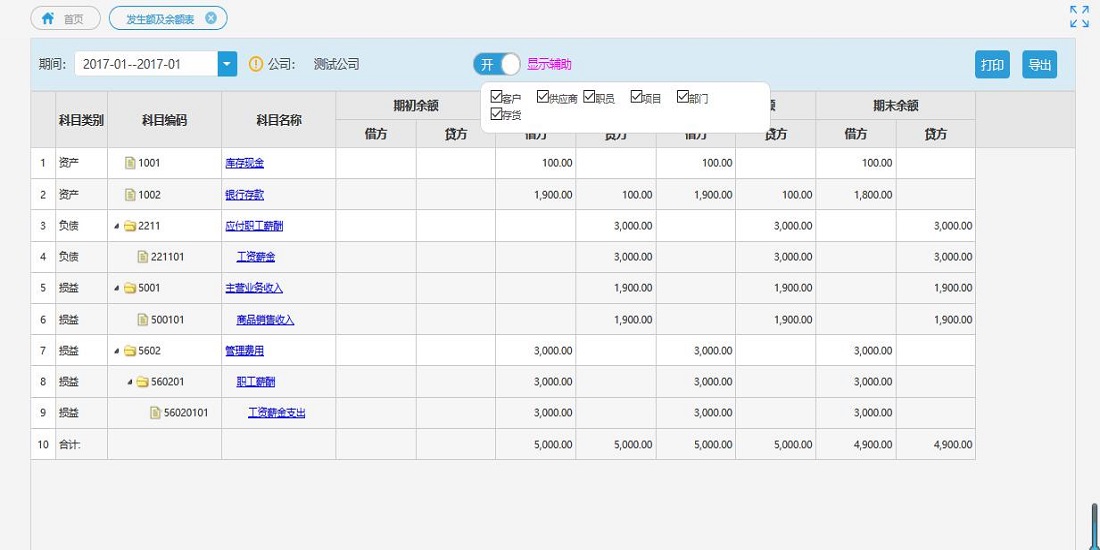 首页 发生额及余额表
期间： 2017-01--2017-01 公司： 测试公司 开 显示辅助 打印 导出
客户 供应商 职员 项目 部门
存货
科目类别 科目编码 科目名称 期初余额 额 期末余额
借方 贷方 借方 贷方 借方 贷方 借方 贷方
1 资产 1001 库存现金 100.00 100.00 100.00
2 资产 1002 银行存款 1,900.00 100.00 1,900.00 100.00 1,800.00
3 负债 2211 应付职工薪酬 3,000.00 3,000.00 3,000.00
4 负债 221101 工资薪金 3,000.00 3,000.00 3,000.00
5 损益 5001 主营业务收入 1,900.00 1,900.00 1,900.00
6 损益 500101 商品销售收入 1,900.00 1,900.00 1,900.00
7 损益 5602 管理费用 3,000.00 3,000.00 3,000.00
8 损益 560201 职工薪酬 3,000.00 3,000.00 3,000.00
9 损益 56020101 工资薪金支出 3,000.00 3,000.00 3,000.00
10 合计: 5,000.00 5,000.00 5,000.00 5,000.00 4,900.00 4,900.00